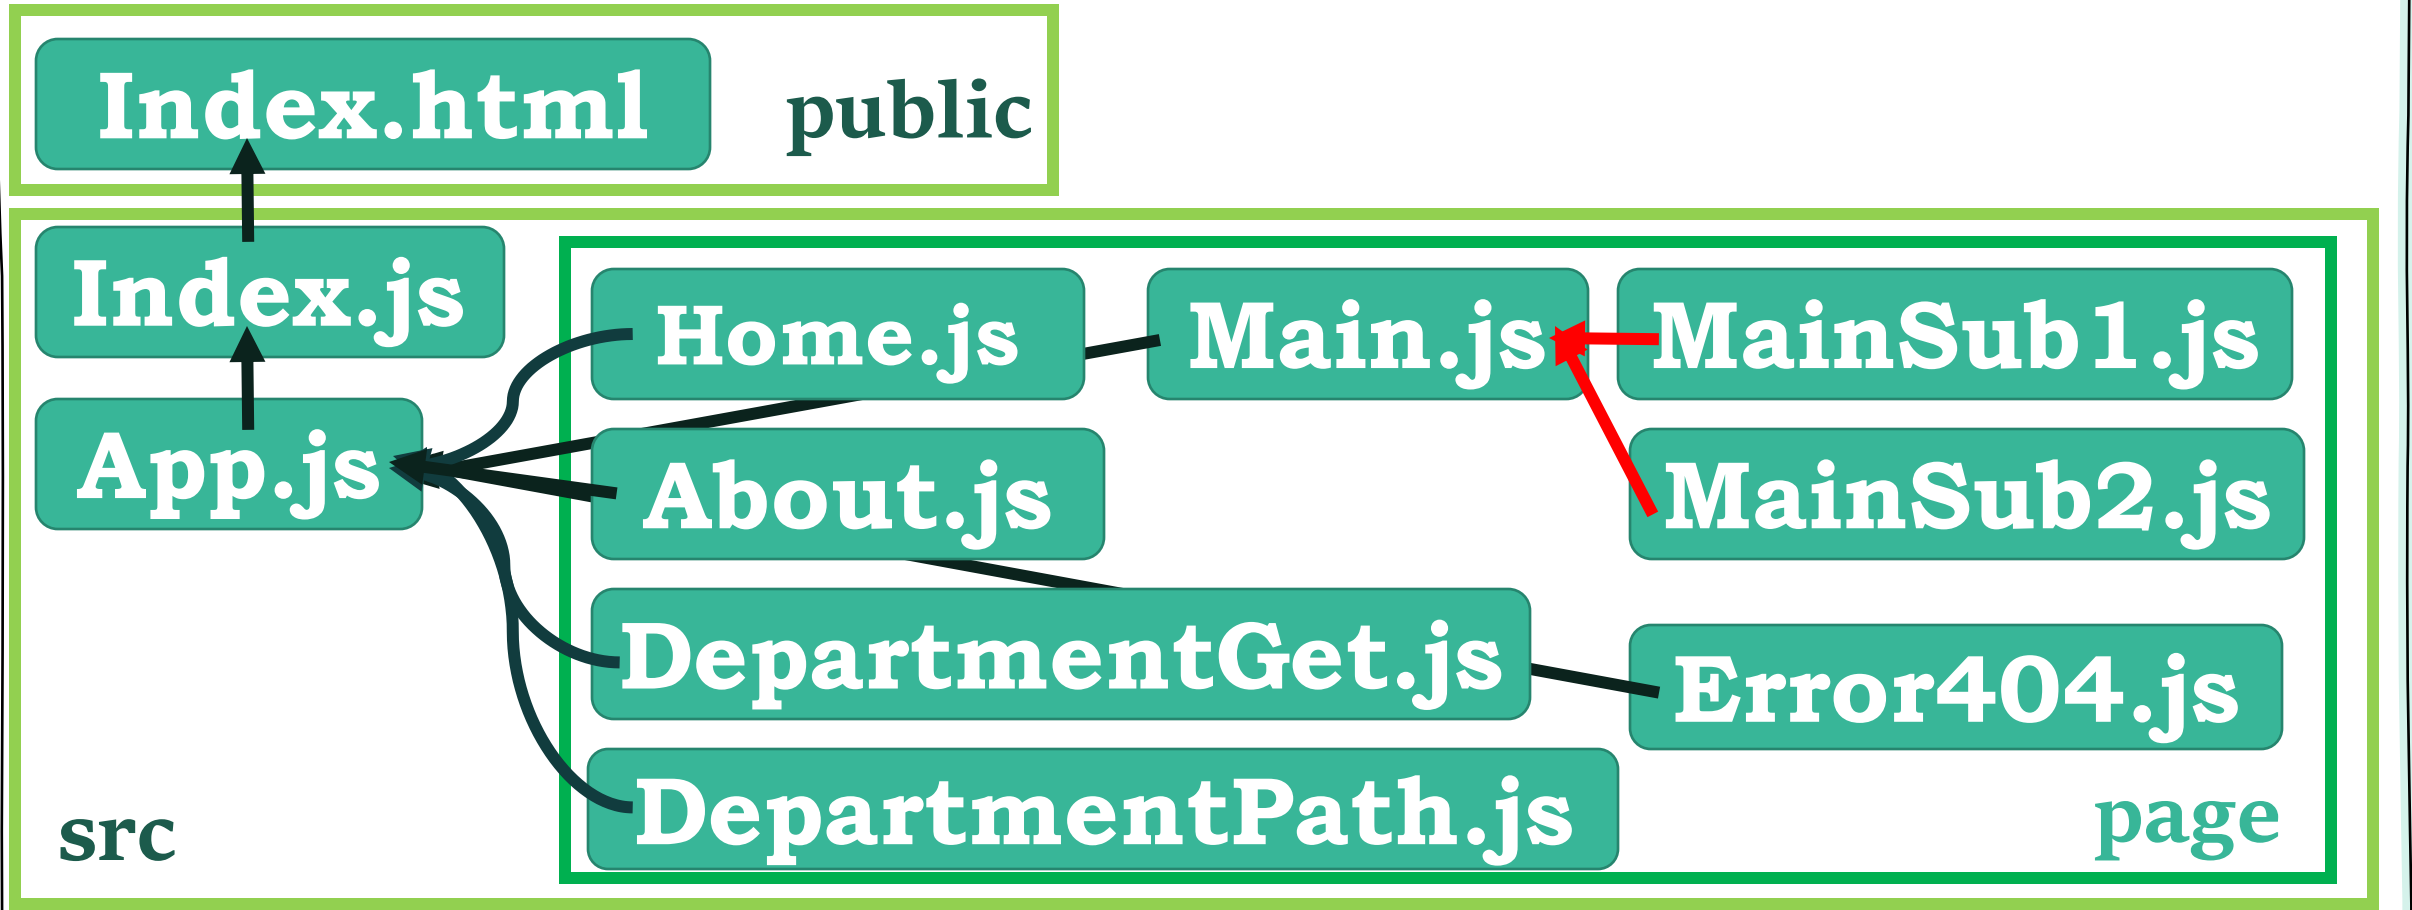 Index.html
public
Index.js
Home.js
Main.js
MainSub1.js
App.js
About.js
MainSub2.js
DepartmentGet.js
Error404.js
DepartmentPath.js
src
page